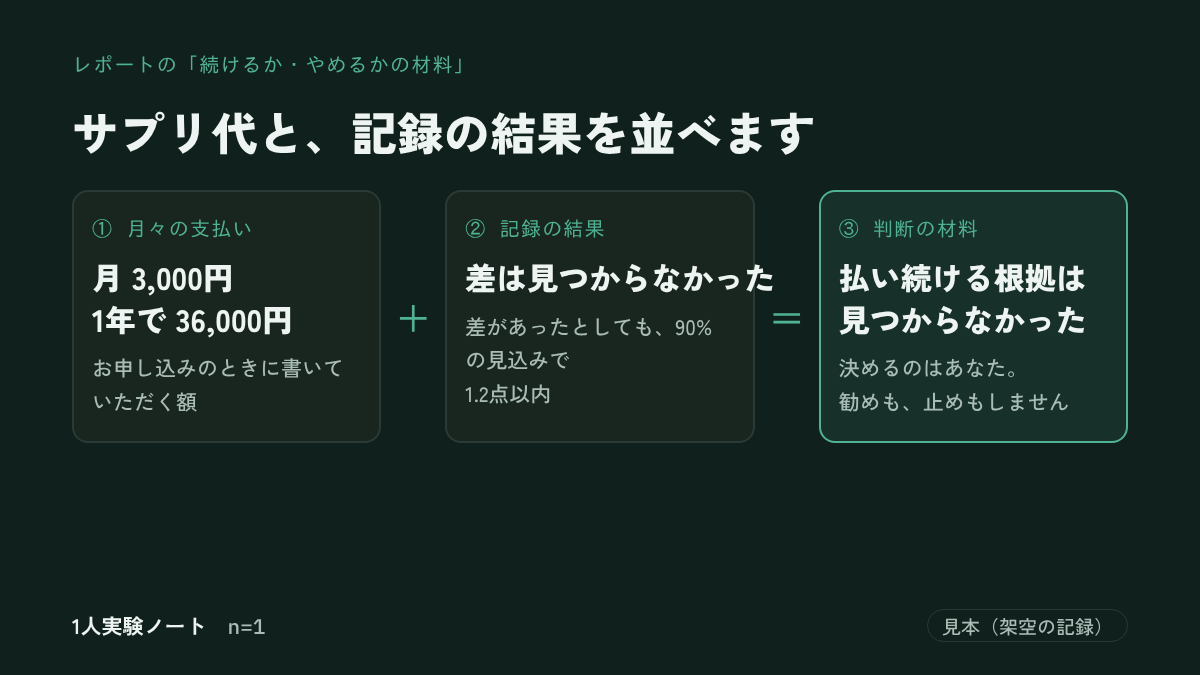 レポートの「続けるか・やめるかの材料」
サプリ代と、記録の結果を並べます
① 月々の支払い
月 3,000円
1年で 36,000円
お申し込みのときに書いて
いただく額
＋
② 記録の結果
差は見つからなかった
差があったとしても、90%
の見込みで
1.2点以内
＝
③ 判断の材料
払い続ける根拠は
見つからなかった
決めるのはあなた。
勧めも、止めもしません
1人実験ノート n=1
見本（架空の記録）